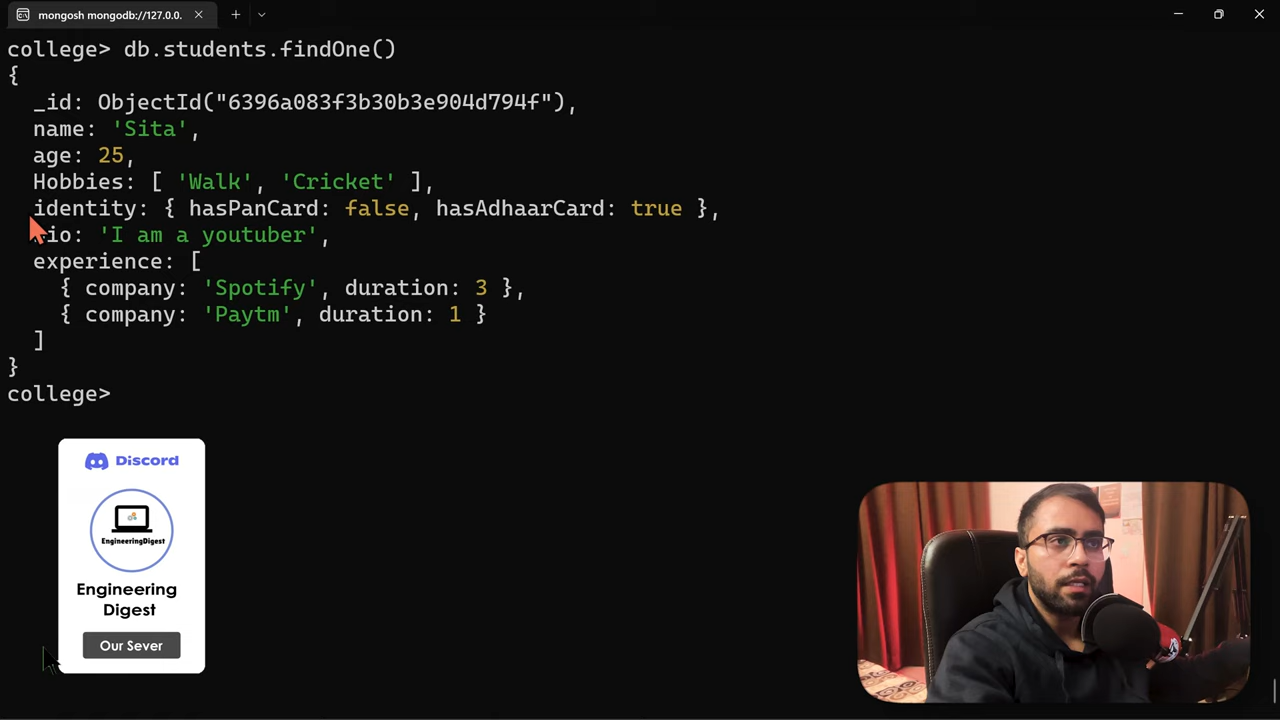 mongosh mongodb://127.0.0.
college> db.students.findOne()
{
  _id: ObjectId("6396a083f3b30b3e904d794f"),
  name: 'Sita',
  age: 25,
  Hobbies: [ 'Walk', 'Cricket' ],
  identity: { hasPanCard: false, hasAdhaarCard: true },
  io: 'I am a youtuber',
  experience: [
    { company: 'Spotify', duration: 3 },
    { company: 'Paytm', duration: 1 }
  ]
}
college>
Discord
EngineeringDigest
Engineering
Digest
Our Sever